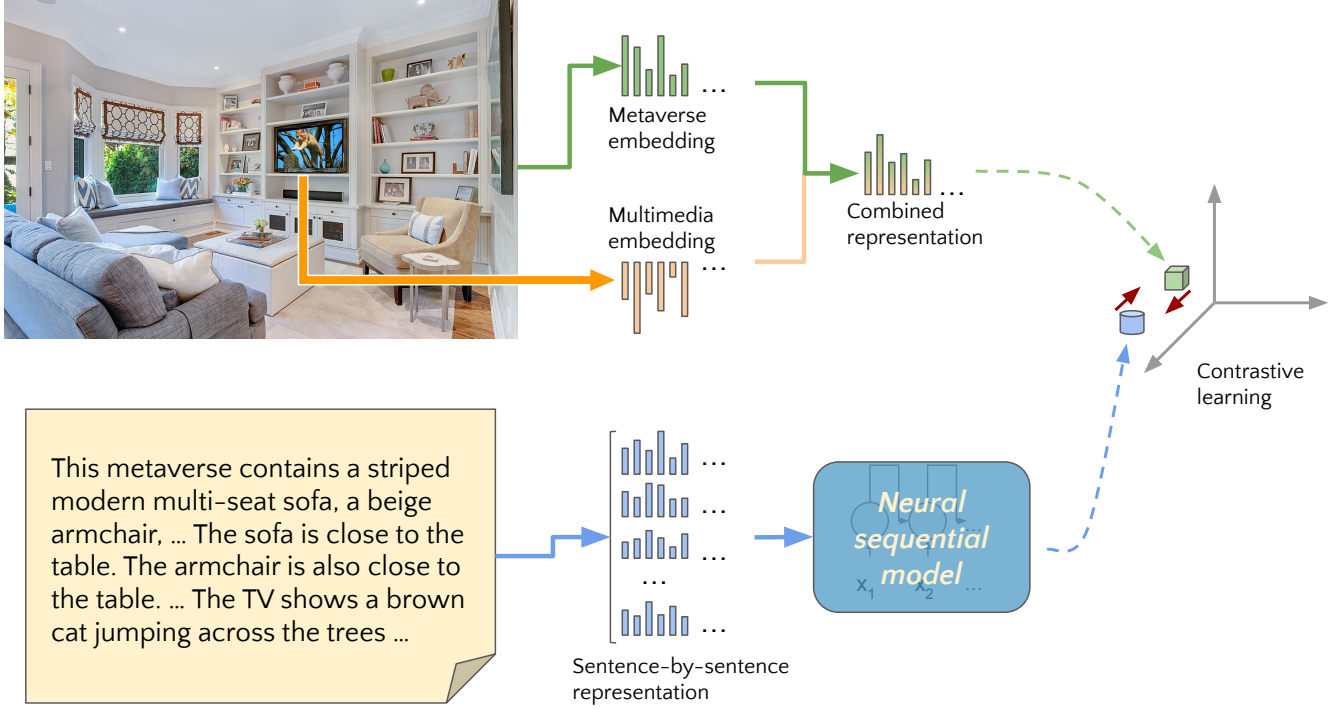 Metaverse
embedding
...
Multimedia
embedding
...
Combined
representation
...
Contrastive
learning
This metaverse contains a striped
modern multi-seat sofa, a beige
armchair, ... The sofa is close to the
table. The armchair is also close to
the table. ... The TV shows a brown
cat jumping across the trees ...
...
...
...
...
...
Sentence-by-sentence
representation
Neural
sequential
model
...
x1 x2 ...